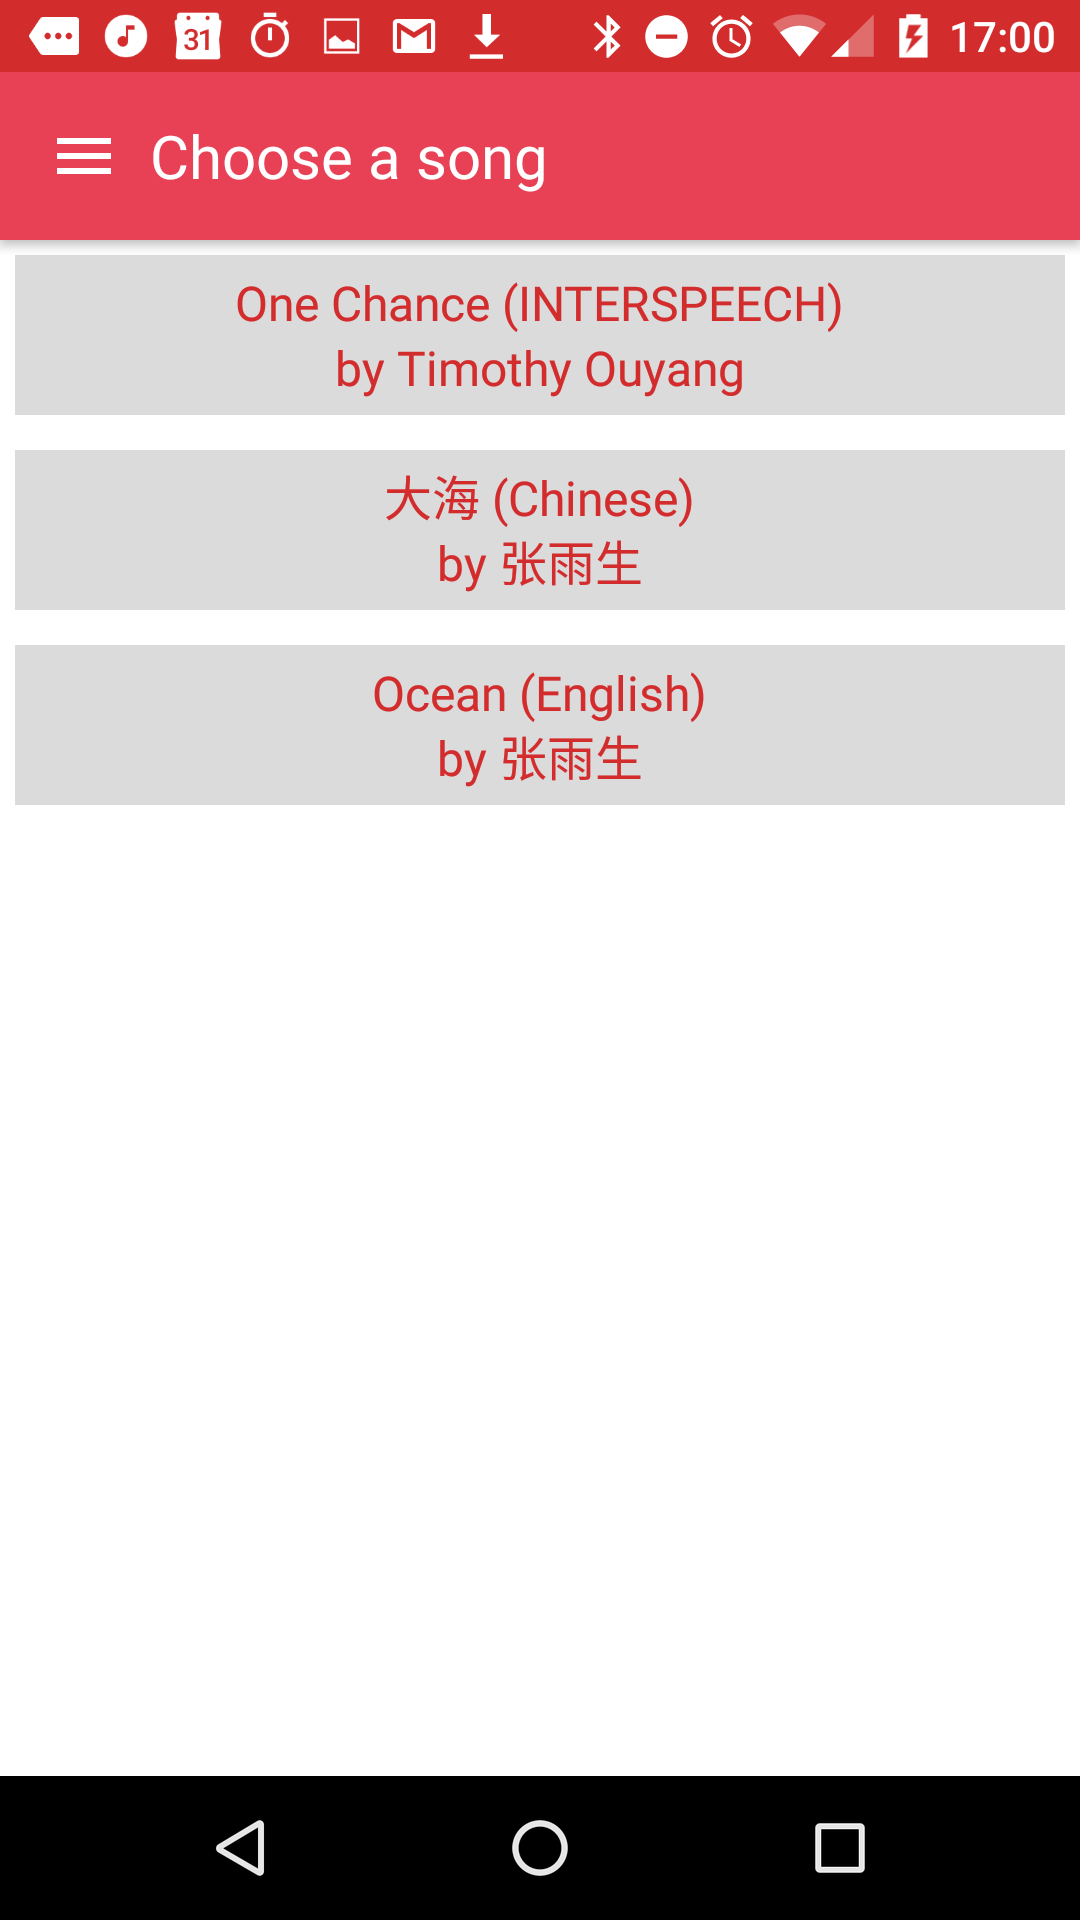 31
17:00
Choose a song
One Chance (INTERSPEECH)
by Timothy Ouyang
大海 (Chinese)
by 张雨生
Ocean (English)
by 张雨生